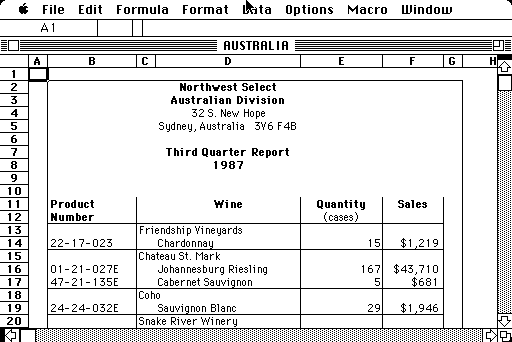 File Edit Formula Format Data Options Macro Window
A1
AUSTRALIA
A B C D E F G H
1
2 Northwest Select
3 Australian Division
4 32 S. New Hope
5 Sydney, Australia 3V6 F4B
6
7 Third Quarter Report
8 1987
9
10
11 Product Wine Quantity Sales
12 Number (cases)
13 Friendship Vineyards
14 22-17-023 Chardonnay 15 $1,219
15 Chateau St. Mark
16 01-21-027E Johannesburg Riesling 167 $43,710
17 47-21-135E Cabernet Sauvignon 5 $681
18 Coho
19 24-24-032E Sauvignon Blanc 29 $1,946
20 Snake River Winery